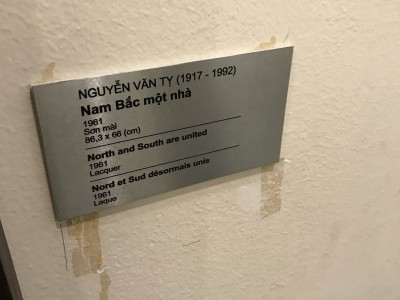 NGUYỄN VĂN TỴ (1917 - 1992)
Nam Bắc một nhà
1961
Sơn mài
86,3 x 66 (cm)
North and South are united
1961
Lacquer
Nord et Sud désormais unis
1961
Laque